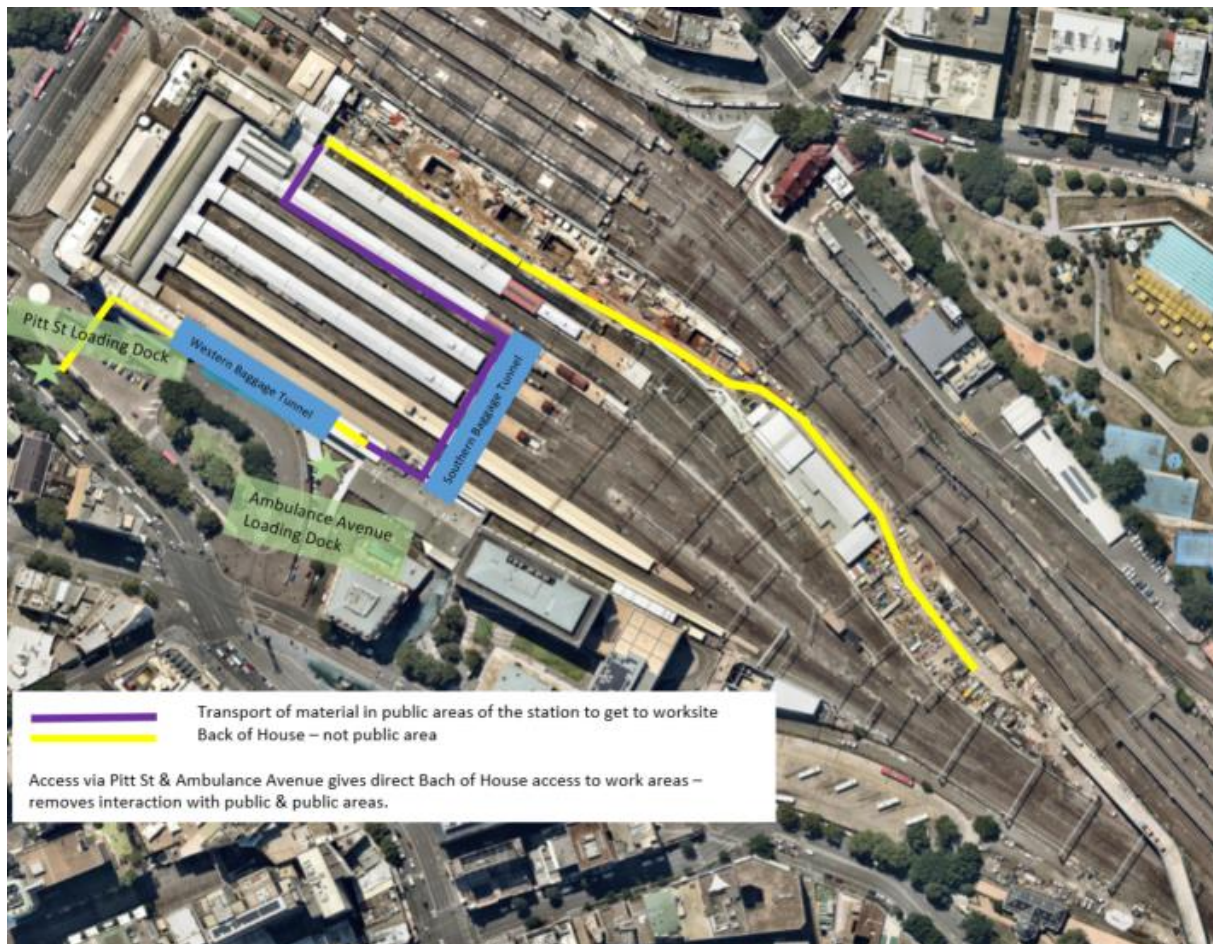 Pitt St Loading Dock
Western Baggage Tunnel
Southern Baggage Tunnel
Ambulance Avenue
Loading Dock
Transport of material in public areas of the station to get to worksite
Back of House – not public area
Access via Pitt St & Ambulance Avenue gives direct Bach of House access to work areas –
removes interaction with public & public areas.